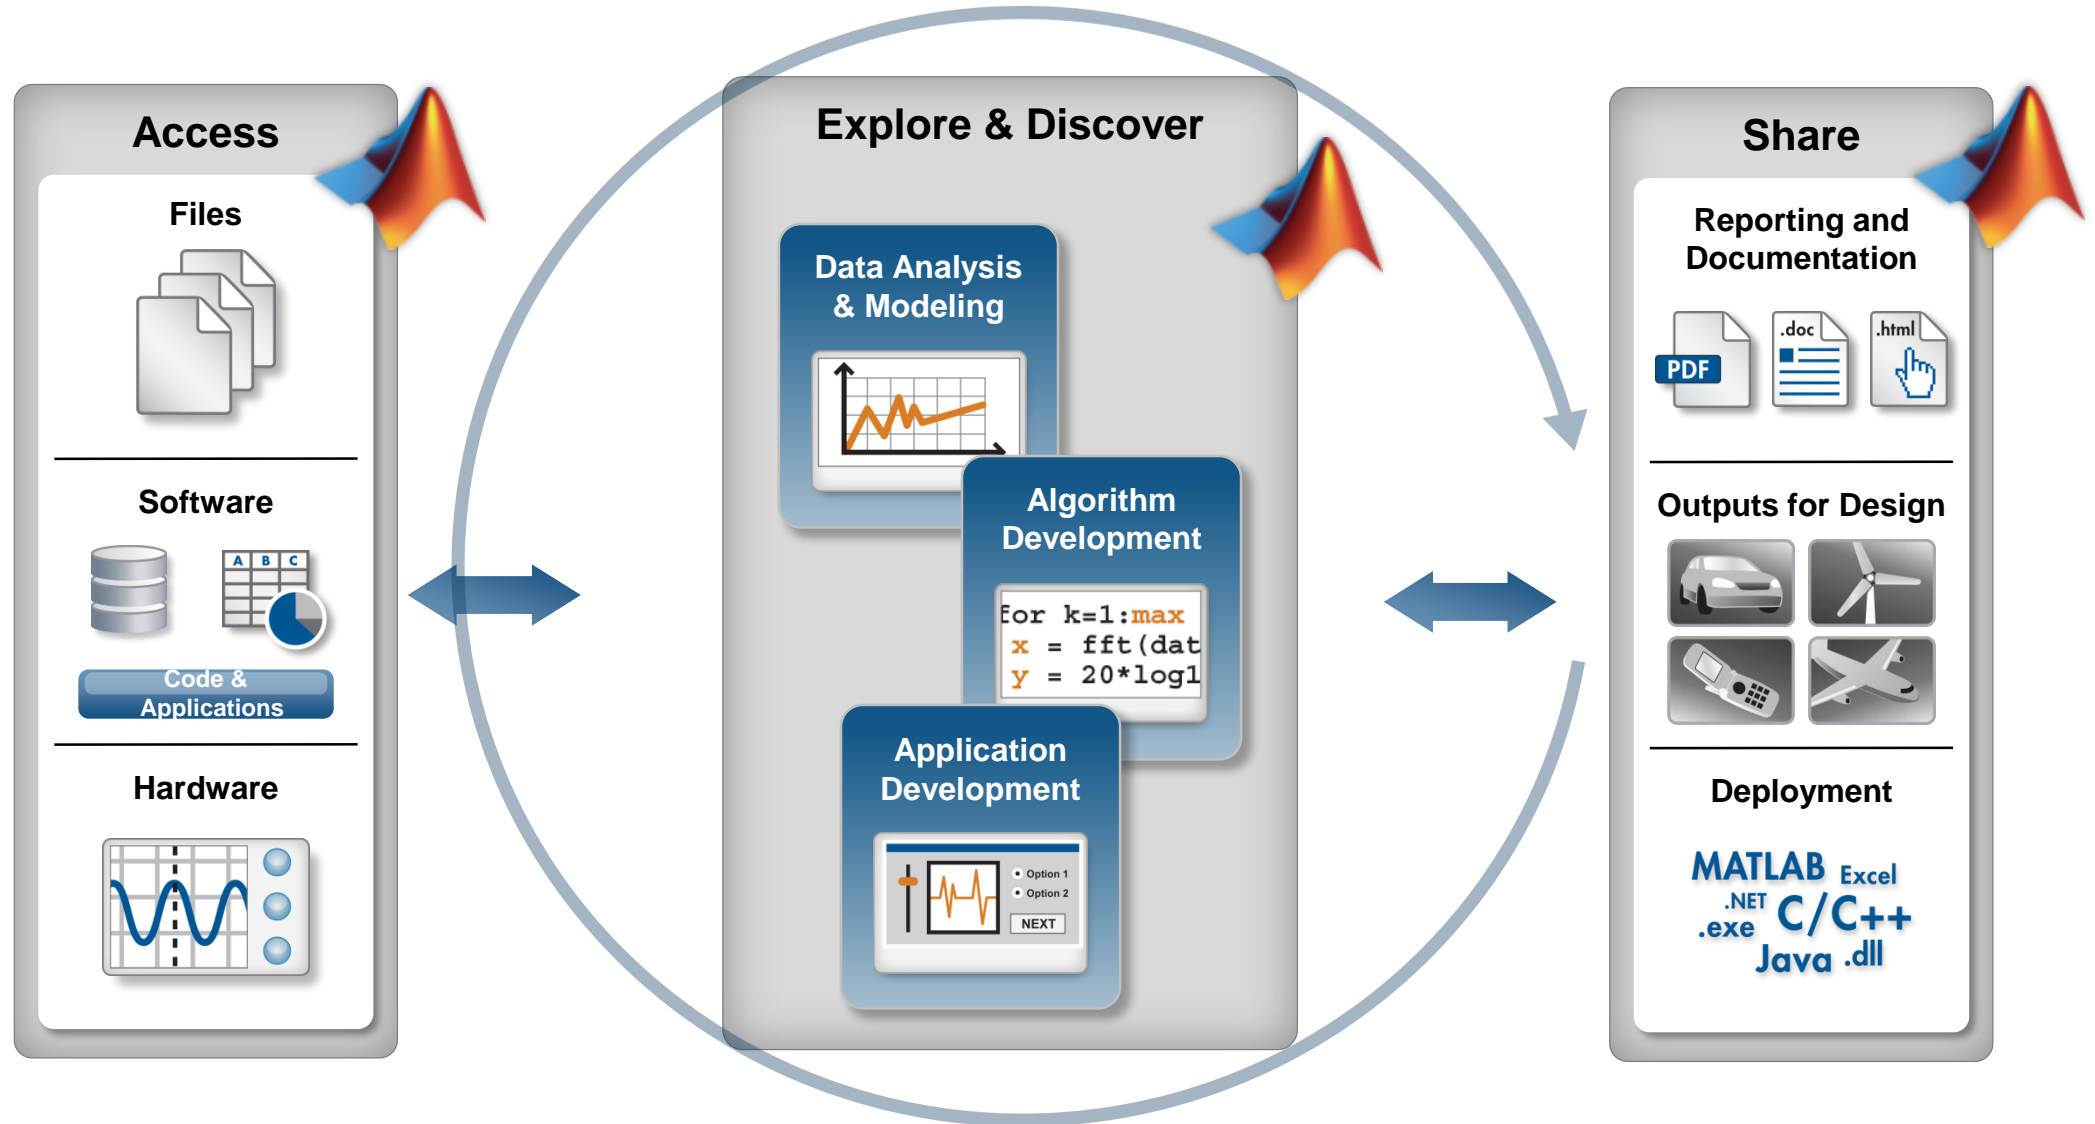 Access
Files
Software
A B C
Code &
Applications
Hardware
Explore & Discover
Data Analysis
& Modeling
Algorithm
Development
for k=1:max
x = fft(dat
y = 20*log1
Application
Development
Option 1
Option 2
NEXT
Share
Reporting and
Documentation
PDF
.doc
.html
Outputs for Design
Deployment
MATLAB Excel
.NET C/C++
.exe
Java .dll